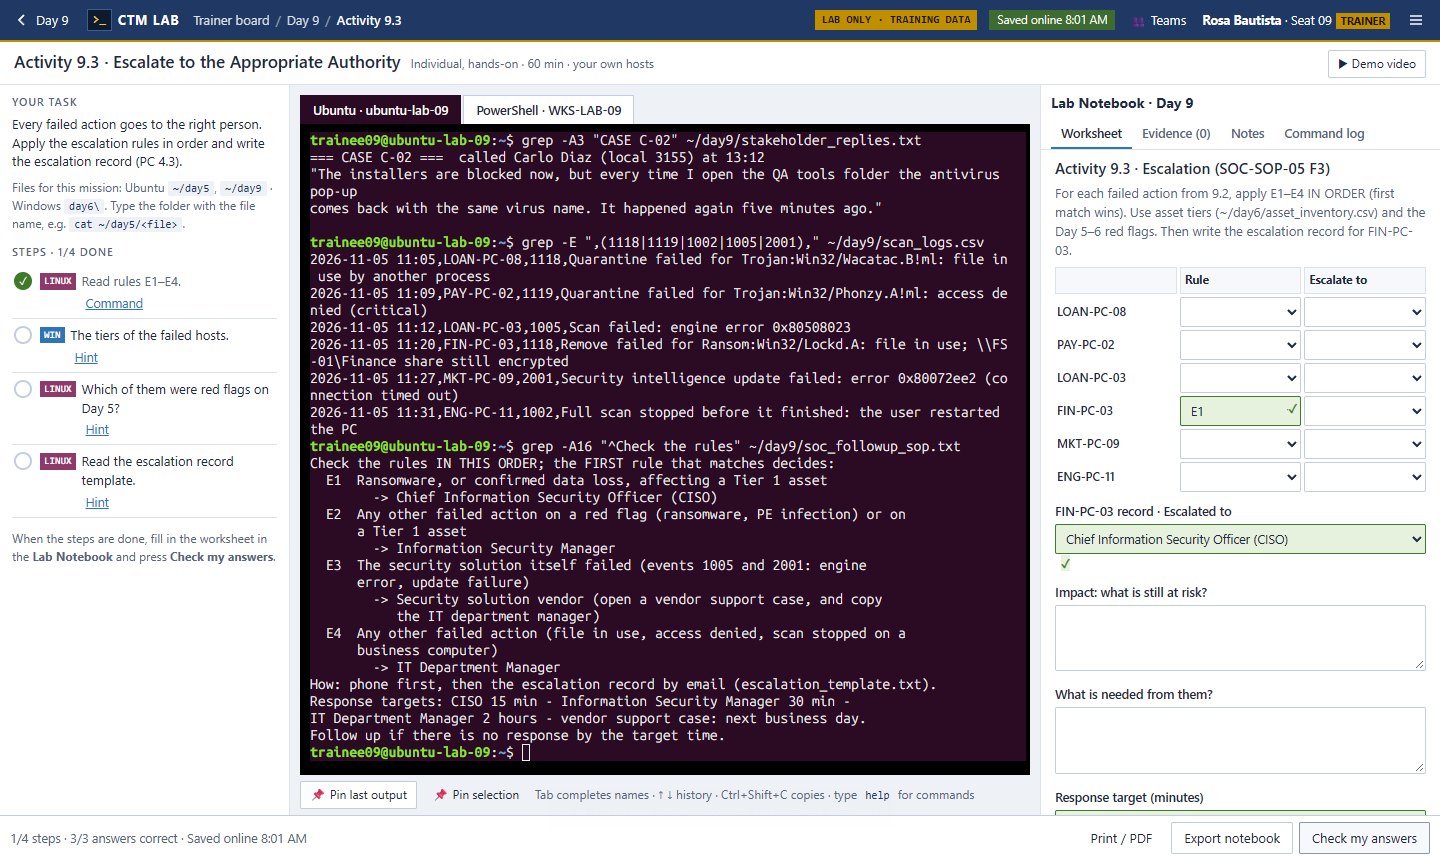 Day 9
>_ CTM LAB
Trainer board / Day 9 / Activity 9.3
LAB ONLY · TRAINING DATA
Saved online 8:01 AM
Teams
Rosa Bautista · Seat 09 TRAINER
Activity 9.3 · Escalate to the Appropriate Authority
Individual, hands-on · 60 min · your own hosts
▶ Demo video
YOUR TASK
Every failed action goes to the right person.
Apply the escalation rules in order and write
the escalation record (PC 4.3).
Files for this mission: Ubuntu ~/day5 , ~/day9 ·
Windows day6\ . Type the folder with the file
name, e.g. cat ~/day5/<file> .
STEPS · 1/4 DONE
LINUX Read rules E1–E4.
Command
WIN The tiers of the failed hosts.
Hint
LINUX Which of them were red flags on
Day 5?
Hint
LINUX Read the escalation record
template.
Hint
When the steps are done, fill in the worksheet in
the Lab Notebook and press Check my answers.
Ubuntu · ubuntu-lab-09
PowerShell · WKS-LAB-09
trainee09@ubuntu-lab-09:~$ grep -A3 "CASE C-02" ~/day9/stakeholder_replies.txt
=== CASE C-02 ===  called Carlo Diaz (local 3155) at 13:12
"The installers are blocked now, but every time I open the QA tools folder the antivirus
pop-up
comes back with the same virus name. It happened again five minutes ago."
trainee09@ubuntu-lab-09:~$ grep -E ",(1118|1119|1002|1005|2001)," ~/day9/scan_logs.csv
2026-11-05 11:05,LOAN-PC-08,1118,Quarantine failed for Trojan:Win32/Wacatac.B!ml: file in
use by another process
2026-11-05 11:09,PAY-PC-02,1119,Quarantine failed for Trojan:Win32/Phonzy.A!ml: access de
nied (critical)
2026-11-05 11:12,LOAN-PC-03,1005,Scan failed: engine error 0x80508023
2026-11-05 11:20,FIN-PC-03,1118,Remove failed for Ransom:Win32/Lockd.A: file in use; \\FS
-01\Finance share still encrypted
2026-11-05 11:27,MKT-PC-09,2001,Security intelligence update failed: error 0x80072ee2 (co
nnection timed out)
2026-11-05 11:31,ENG-PC-11,1002,Full scan stopped before it finished: the user restarted
the PC
trainee09@ubuntu-lab-09:~$ grep -A16 "^Check the rules" ~/day9/soc_followup_sop.txt
Check the rules IN THIS ORDER; the FIRST rule that matches decides:
E1  Ransomware, or confirmed data loss, affecting a Tier 1 asset
-> Chief Information Security Officer (CISO)
E2  Any other failed action on a red flag (ransomware, PE infection) or on
a Tier 1 asset
-> Information Security Manager
E3  The security solution itself failed (events 1005 and 2001: engine
error, update failure)
-> Security solution vendor (open a vendor support case, and copy
the IT department manager)
E4  Any other failed action (file in use, access denied, scan stopped on a
business computer)
-> IT Department Manager
How: phone first, then the escalation record by email (escalation_template.txt).
Response targets: CISO 15 min - Information Security Manager 30 min -
IT Department Manager 2 hours - vendor support case: next business day.
Follow up if there is no response by the target time.
trainee09@ubuntu-lab-09:~$
Pin last output
Pin selection
Tab completes names · ↑ ↓ history · Ctrl+Shift+C copies · type help for commands
Lab Notebook · Day 9
Worksheet
Evidence (0)
Notes
Command log
Activity 9.3 · Escalation (SOC-SOP-05 F3)
For each failed action from 9.2, apply E1–E4 IN ORDER (first
match wins). Use asset tiers (~/day6/asset_inventory.csv) and the
Day 5–6 red flags. Then write the escalation record for FIN-PC-
03.
Rule
Escalate to
LOAN-PC-08
PAY-PC-02
LOAN-PC-03
FIN-PC-03 E1 ✓
MKT-PC-09
ENG-PC-11
FIN-PC-03 record · Escalated to
Chief Information Security Officer (CISO)
✓
Impact: what is still at risk?
What is needed from them?
Response target (minutes)
1/4 steps · 3/3 answers correct · Saved online 8:01 AM
Print / PDF
Export notebook
Check my answers